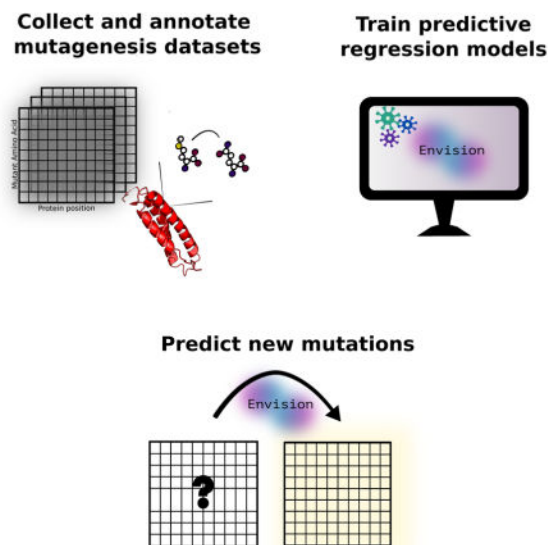 Collect and annotate
mutagenesis datasets
Mutant Amino Acid
Protein position
Train predictive
regression models
Envision
Predict new mutations
Envision
?